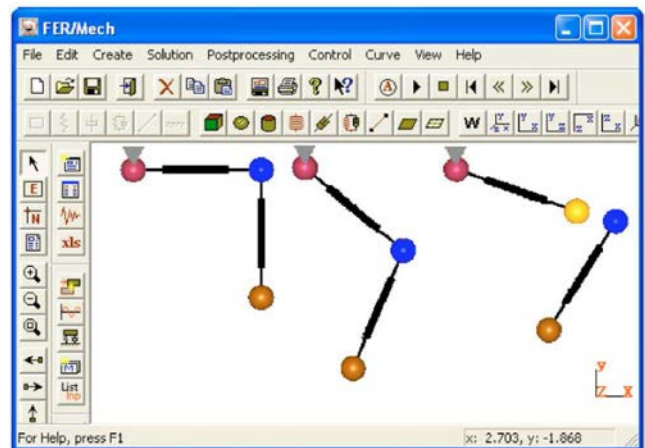 FER/Mech
File Edit Create Solution Postprocessing Control Curve View Help
W
E
N
xls
M
List
Inp
y
Z X
For Help, press F1
x: 2.703, y: -1.868